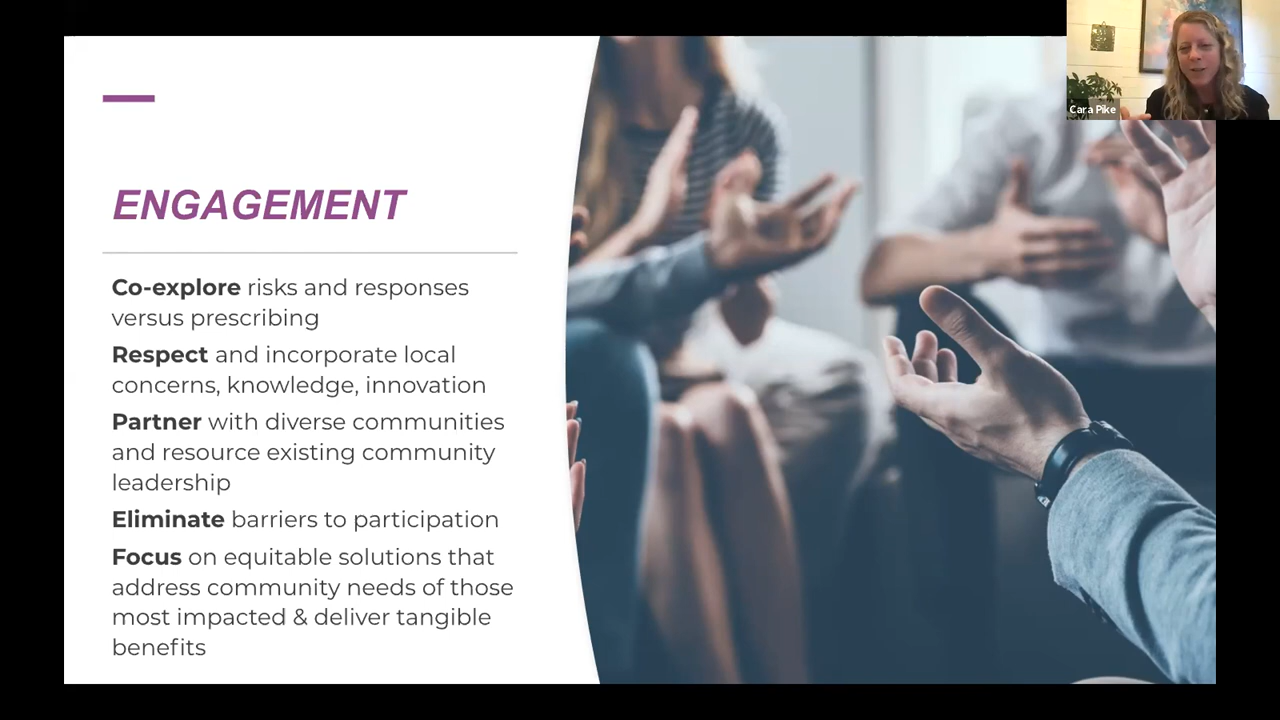 Cara Pike
ENGAGEMENT
Co-explore risks and responses
versus prescribing
Respect and incorporate local
concerns, knowledge, innovation
Partner with diverse communities
and resource existing community
leadership
Eliminate barriers to participation
Focus on equitable solutions that
address community needs of those
most impacted & deliver tangible
benefits